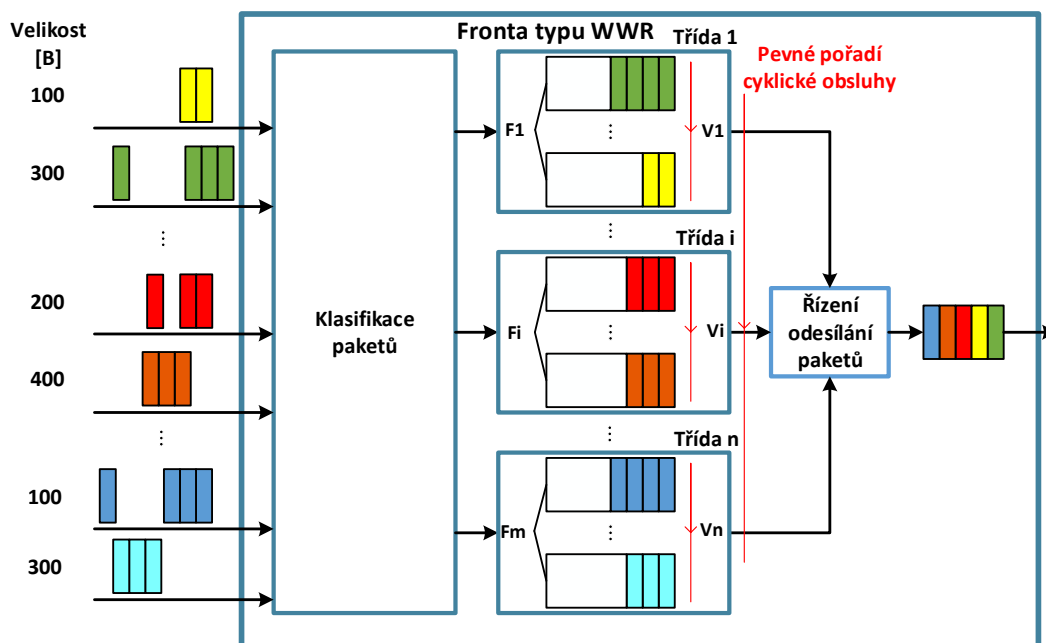 Velikost
[B]
100
300
...
200
400
...
100
300
Fronta typu WWR
Klasifikace
paketů
Třída 1
F1
...
V1
...
Třída i
Fi
...
Vi
...
Třída n
Fm
...
Vn
Pevné pořadí
cyklické obsluhy
Řízení
odesílání
paketů